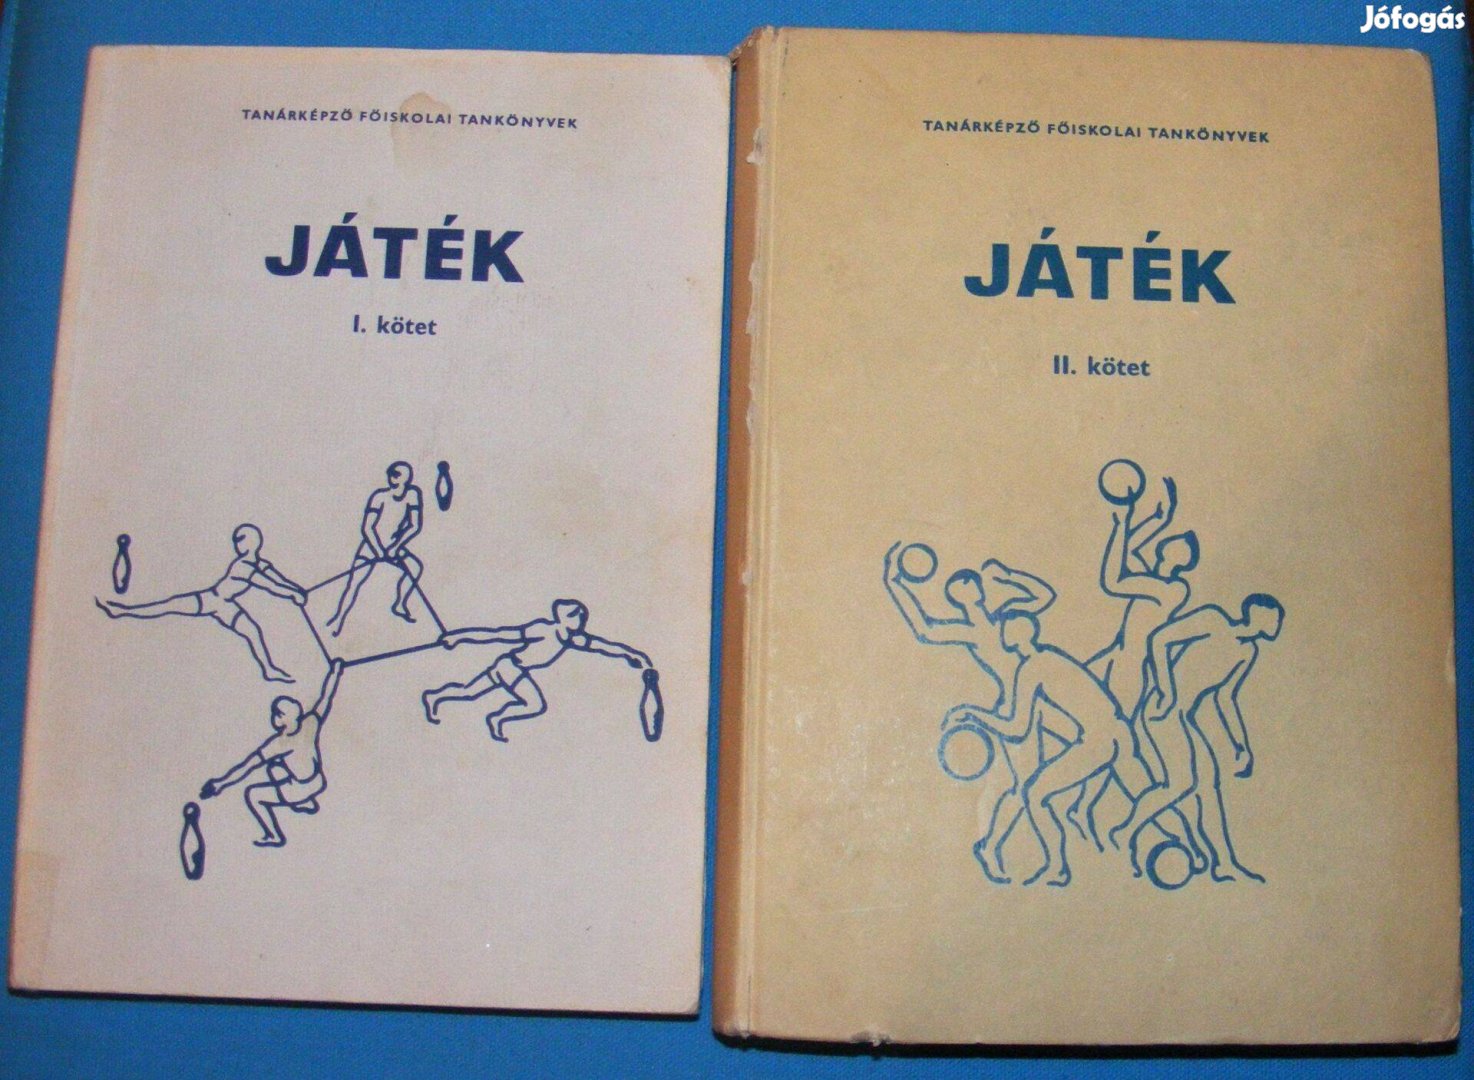 Jófogás
TANÁRKÉPZŐ FŐISKOLAI TANKÖNYVEK
JÁTÉK
I. kötet
TANÁRKÉPZŐ FŐISKOLAI TANKÖNYVEK
JÁTÉK
II. kötet